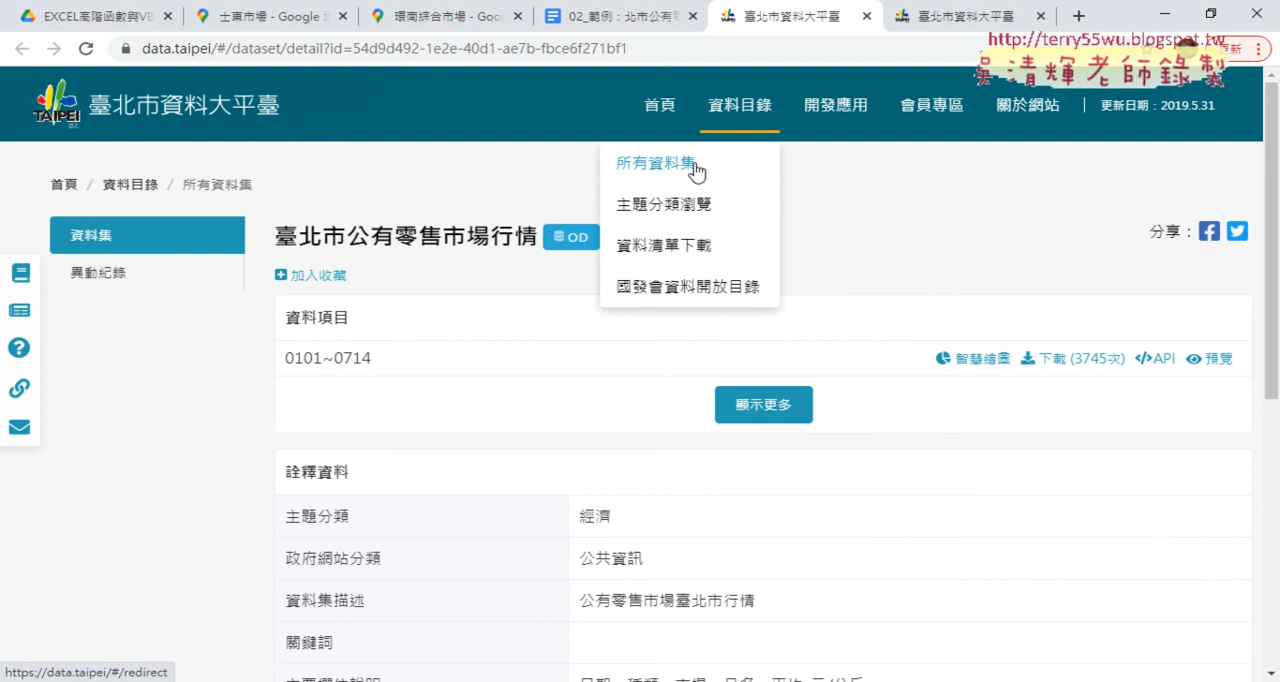 EXCEL高階函數與VB
士東市場 - Google 地
環南綜合市場 - Goog
02_範例：北市公有零
臺北市資料大平臺
臺北市資料大平臺
data.taipei/#/dataset/detail?id=54d9d492-1e2e-40d1-ae7b-fbce6f271bf1
更新
http://terry55wu.blogspot.tw
吳清輝老師錄製
TAIPEI
臺北市資料大平臺
首頁
資料目錄
開發應用
會員專區
關於網站
更新日期：2019.5.31
所有資料集
主題分類瀏覽
資料清單下載
國發會資料開放目錄
首頁 / 資料目錄 / 所有資料集
資料集
異動紀錄
臺北市公有零售市場行情
OD
分享：
加入收藏
資料項目
0101~0714
智慧繪圖 下載 (3745次) API 預覽
顯示更多
詮釋資料
主題分類 經濟
政府網站分類 公共資訊
資料集描述 公有零售市場臺北市行情
關鍵詞
https://data.taipei/#/redirect